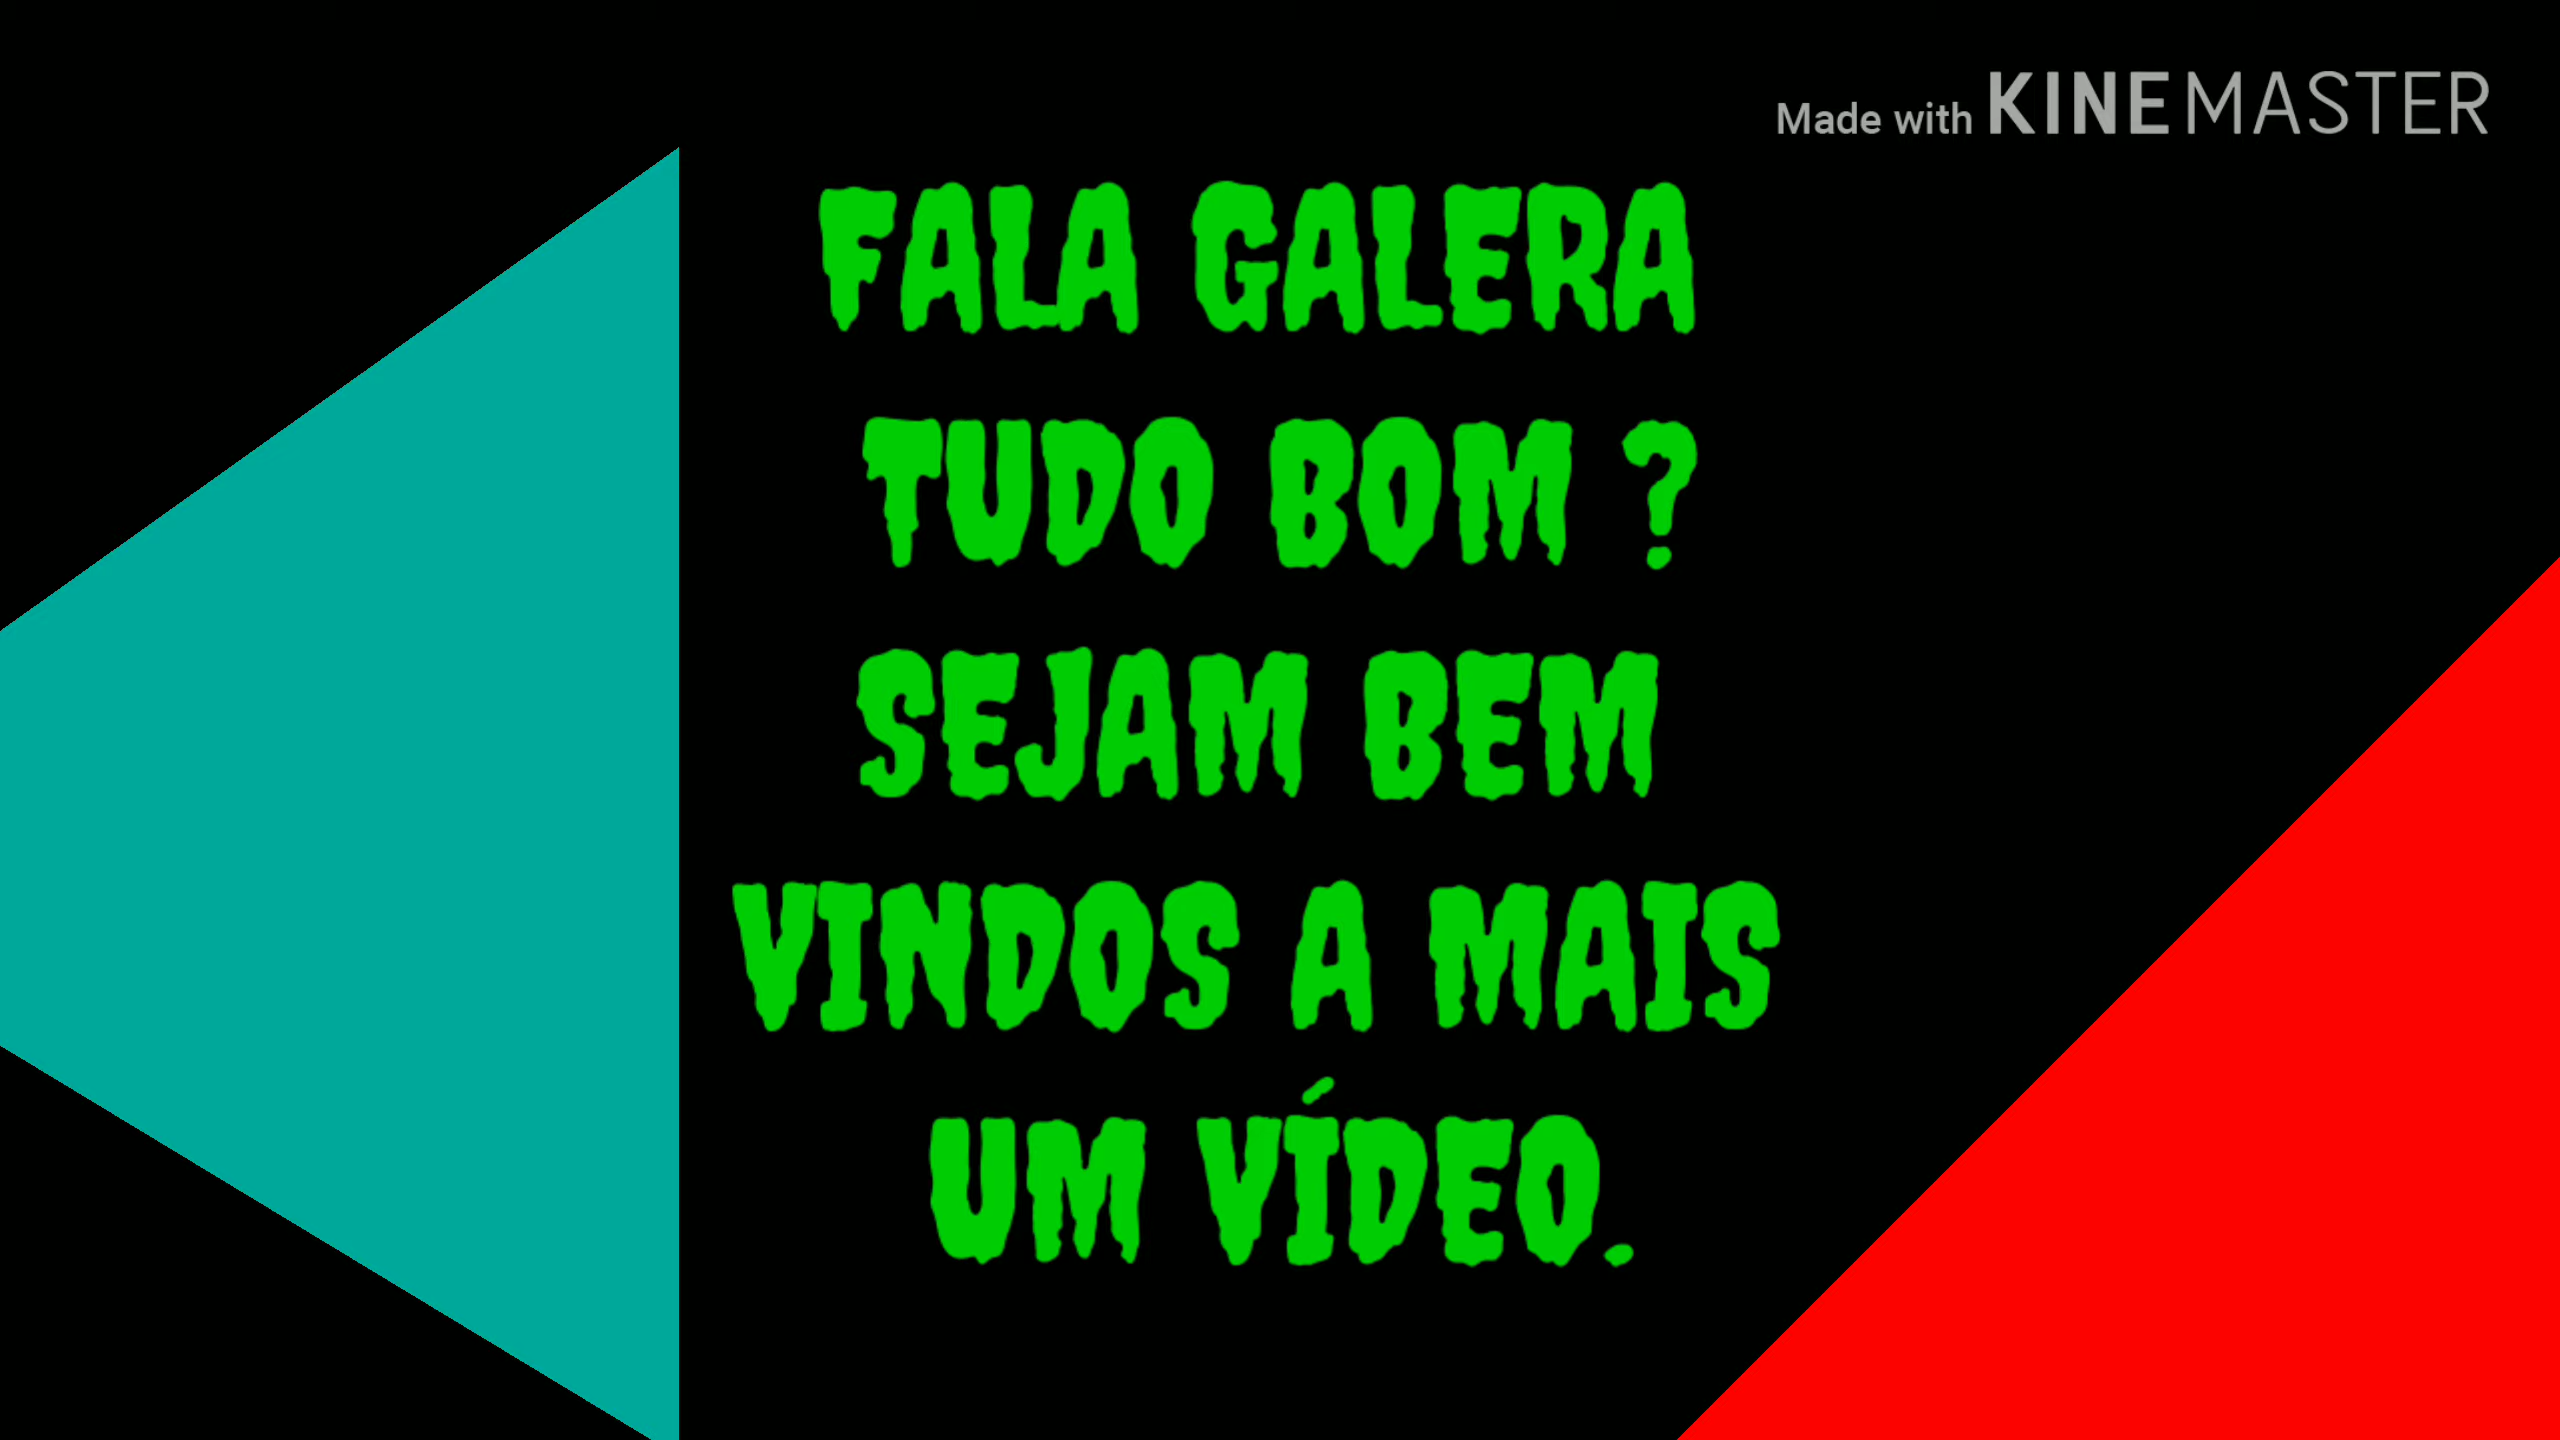 Made with KINEMASTER
FALA GALERA
TUDO BOM ?
SEJAM BEM
VINDOS A MAIS
UM VÍDEO.